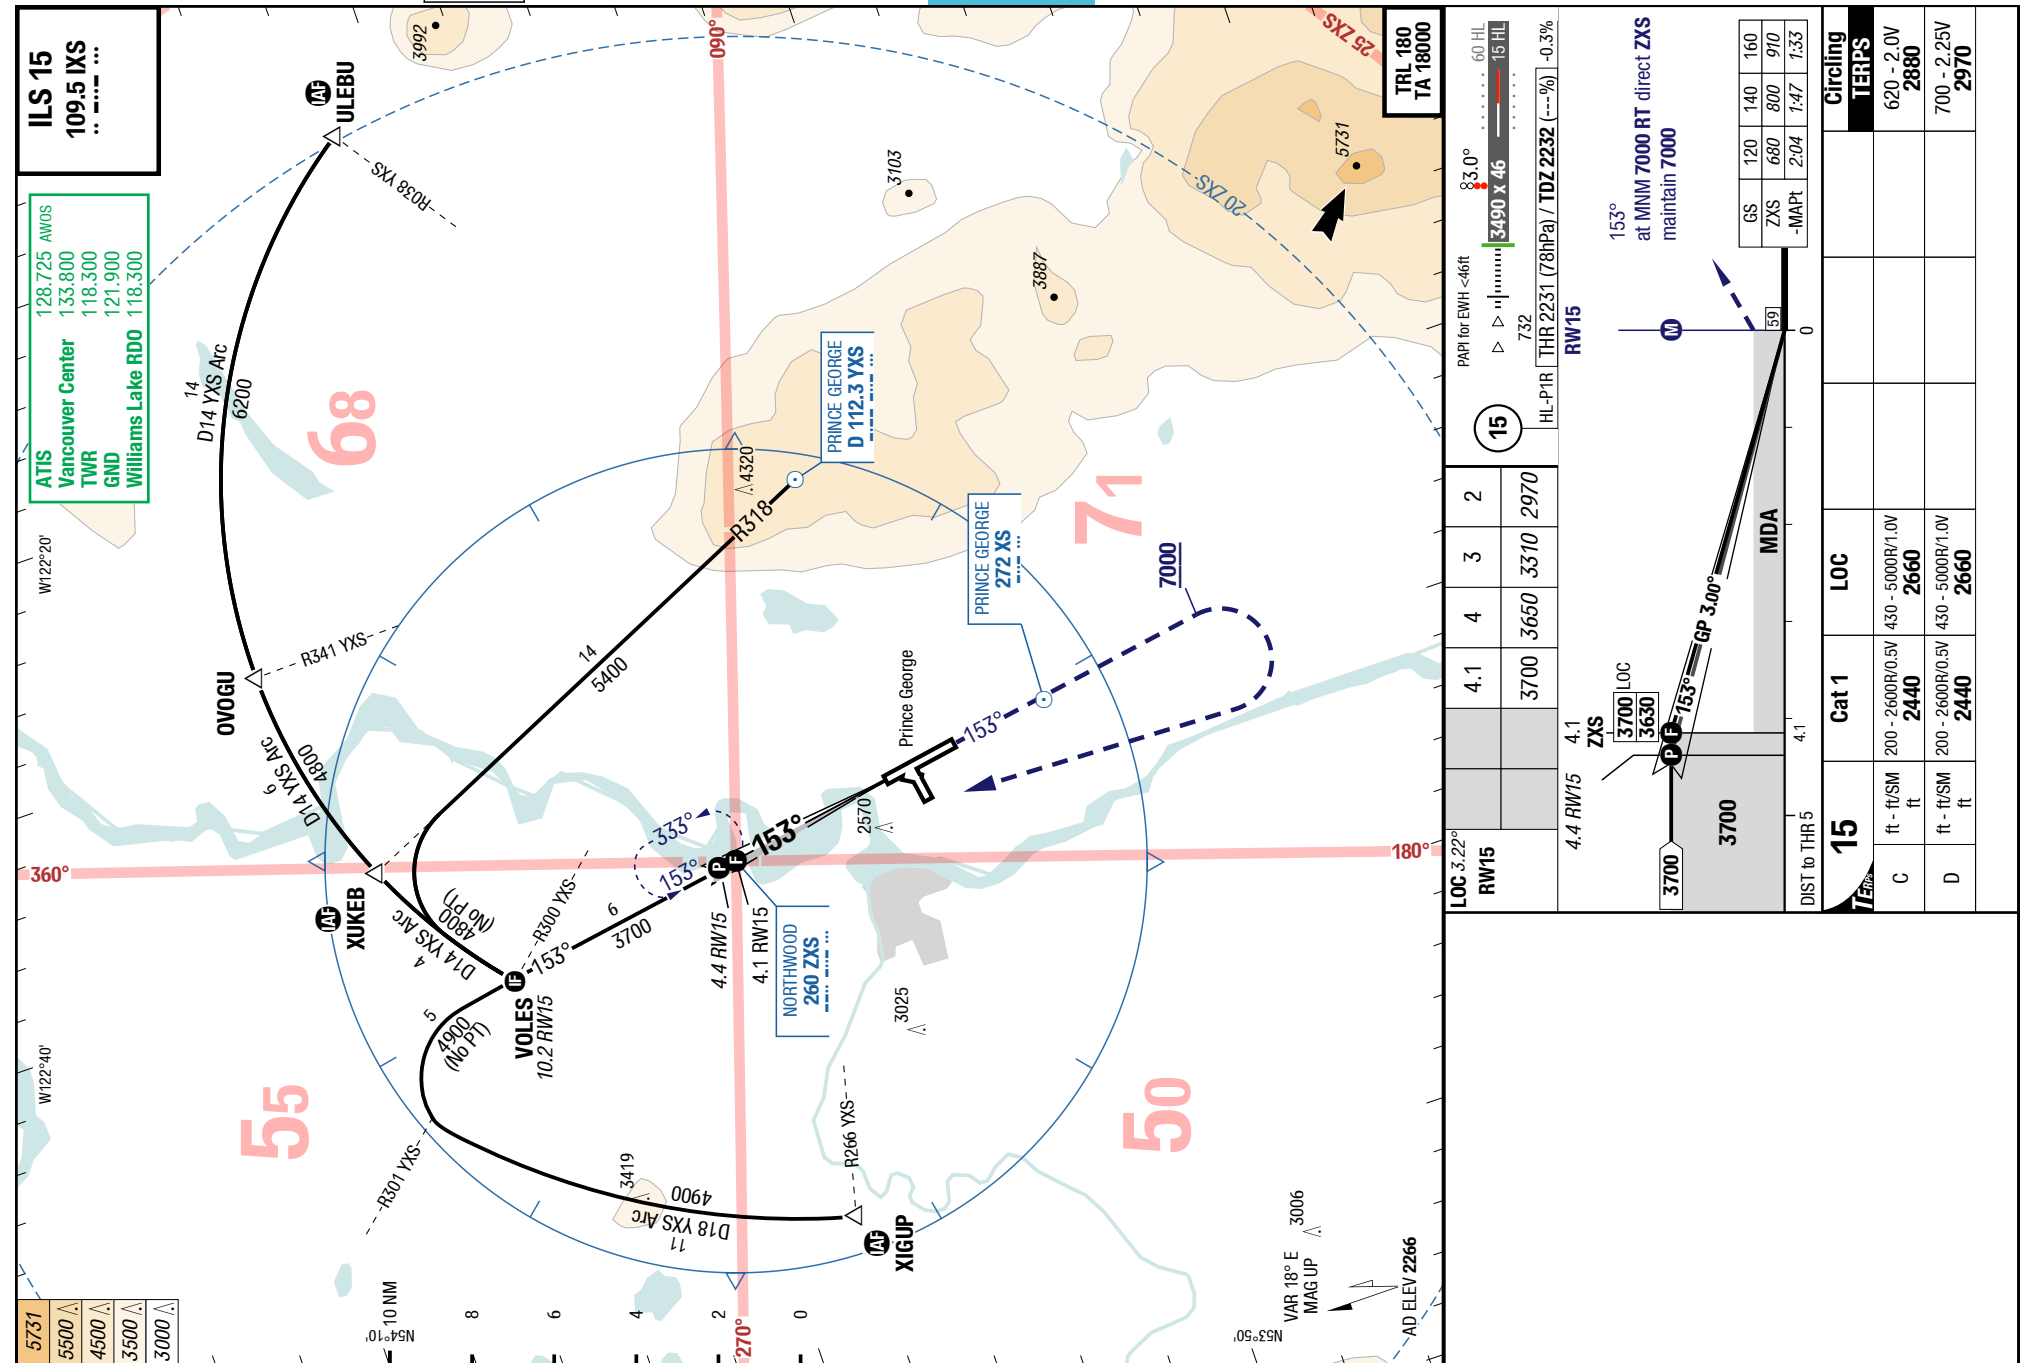 ILS 15
109.5 IXS
ATIS 128.725 AWOS
Vancouver Center 133.800
TWR 118.300
GND 121.900
Williams Lake RDO 118.300
TRL 180
TA 18000
3992
IAF
ULEBU
R038 YXS
14
D14 YXS Arc
6200
68
090°
25 ZXS
20 ZXS
3103
5731
3887
W122°20'
OVOGU
R341 YXS
6
D14 YXS Arc
4800
PRINCE GEORGE
D 112.3 YXS
4320
R318
14
5400
PRINCE GEORGE
272 XS
71
7000
360°
180°
IAF
XUKEB
4
D14 YXS Arc
4800
(No PT)
R300 YXS
IF
VOLES
10.2 RW15
153°
6
3700
333°
153°
P
F
4.4 RW15
4.1 RW15
153°
2570
Prince George
153°
NORTHWOOD
260 ZXS
3025
5
4900
(No PT)
W122°40'
55
50
R301 YXS
3419
4900
D18 YXS Arc
11
R266 YXS
IAF
XIGUP
270°
3006
VAR 18° E
MAG UP
AD ELEV 2266
N54°10'
N53°50'
10 NM
8
6
4
2
0
5731
5500
4500
3500
3000
LOC 3.22°
4.1 4 3 2
RW15
3700 3650 3310 2970
15
PAPI for EWH <46ft
3.0°
60 HL
732
3490 x 46
15 HL
HL-P1R
THR 2231 (78hPa) / TDZ 2232 (---%)
-0.3%
4.4 RW15
4.1
ZXS
3700 LOC
3630
P
F
3700
3700
153°
GP 3.00°
MDA
RW15
M
59
153°
at MNM 7000 RT direct ZXS
maintain 7000
GS 120 140 160
ZXS 680 800 910
-MAPt 2:04 1:47 1:33
DIST to THR 5
4.1
0
TERPS
15 Cat 1 LOC Circling
TERPS
C ft - ft/SM 200 - 2600R/0.5V 430 - 5000R/1.0V 620 - 2.0V
ft 2440 2660 2880
D ft - ft/SM 200 - 2600R/0.5V 430 - 5000R/1.0V 700 - 2.25V
ft 2440 2660 2970